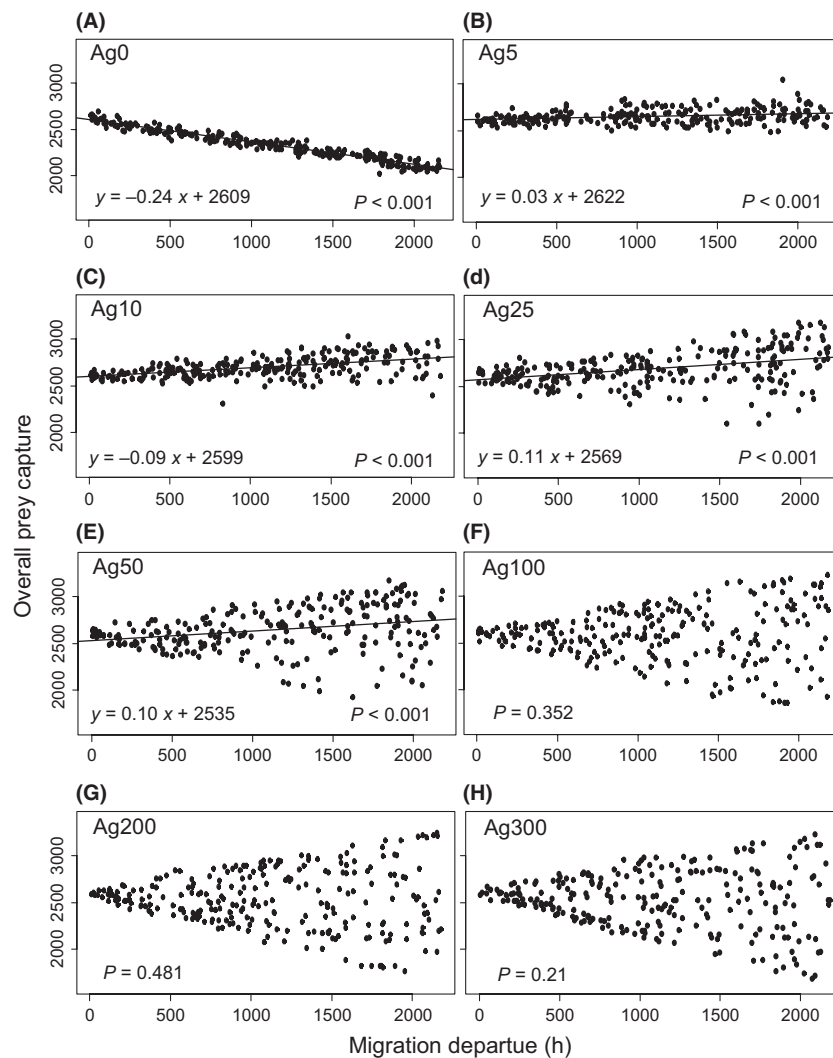 (A) (B)
Ag0 Ag5
3000
2500
2000
y = –0.24 x + 2609 P < 0.001 y = 0.03 x + 2622 P < 0.001
0 500 1000 1500 2000 0 500 1000 1500 2000
(C) (d)
Ag10 Ag25
3000
2500
2000
y = –0.09 x + 2599 P < 0.001 y = 0.11 x + 2569 P < 0.001
0 500 1000 1500 2000 0 500 1000 1500 2000
Overall prey capture
(E) (F)
Ag50 Ag100
3000
2500
2000
y = 0.10 x + 2535 P < 0.001 P = 0.352
0 500 1000 1500 2000 0 500 1000 1500 2000
(G) (H)
Ag200 Ag300
3000
2500
2000
P = 0.481 P = 0.21
0 500 1000 1500 2000 0 500 1000 1500 2000
Migration departue (h)